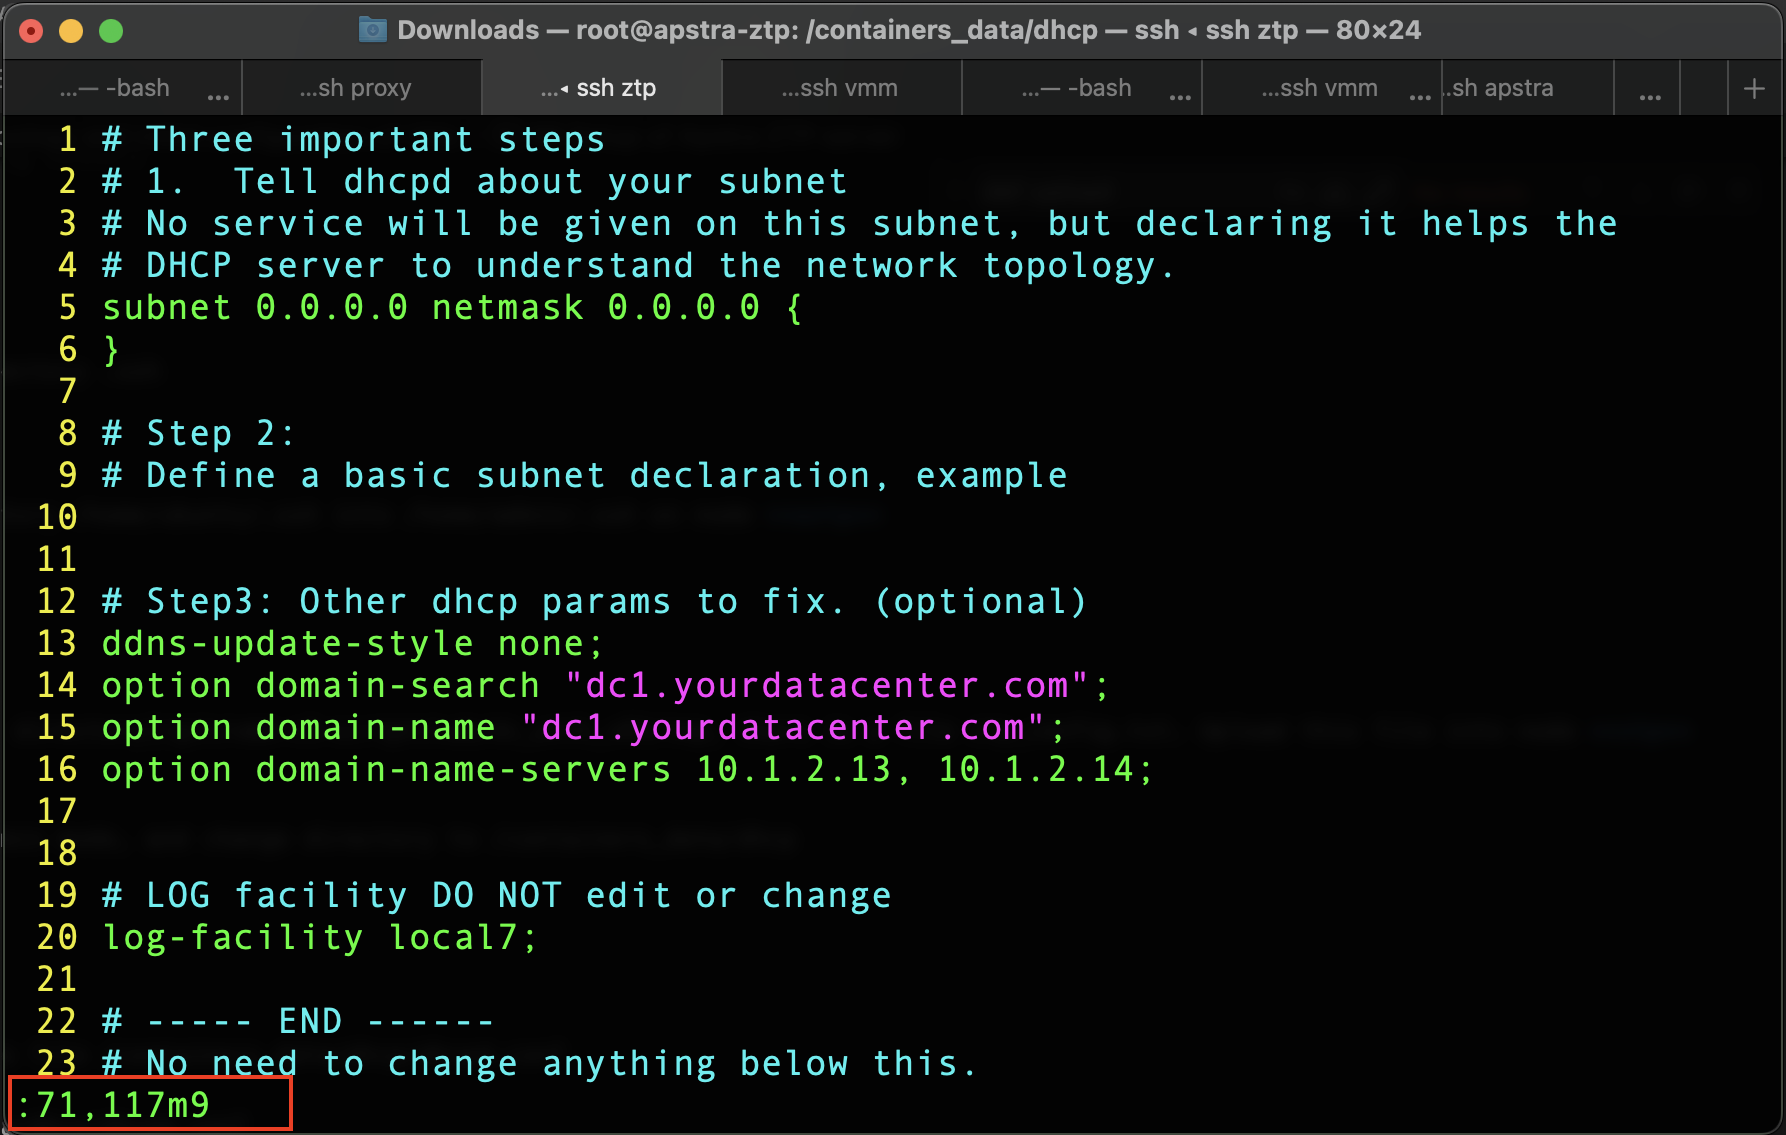 Downloads — root@apstra-ztp: /containers_data/dhcp — ssh ◂ ssh ztp — 80×24
...— -bash ... ...sh proxy ...◂ ssh ztp ...ssh vmm ...— -bash ... ...ssh vmm ... ..sh apstra ... +
1 # Three important steps
2 # 1.  Tell dhcpd about your subnet
3 # No service will be given on this subnet, but declaring it helps the
4 # DHCP server to understand the network topology.
5 subnet 0.0.0.0 netmask 0.0.0.0 {
6 }
7
8 # Step 2:
9 # Define a basic subnet declaration, example
10
11
12 # Step3: Other dhcp params to fix. (optional)
13 ddns-update-style none;
14 option domain-search "dc1.yourdatacenter.com";
15 option domain-name "dc1.yourdatacenter.com";
16 option domain-name-servers 10.1.2.13, 10.1.2.14;
17
18
19 # LOG facility DO NOT edit or change
20 log-facility local7;
21
22 # ----- END ------
23 # No need to change anything below this.
:71,117m9